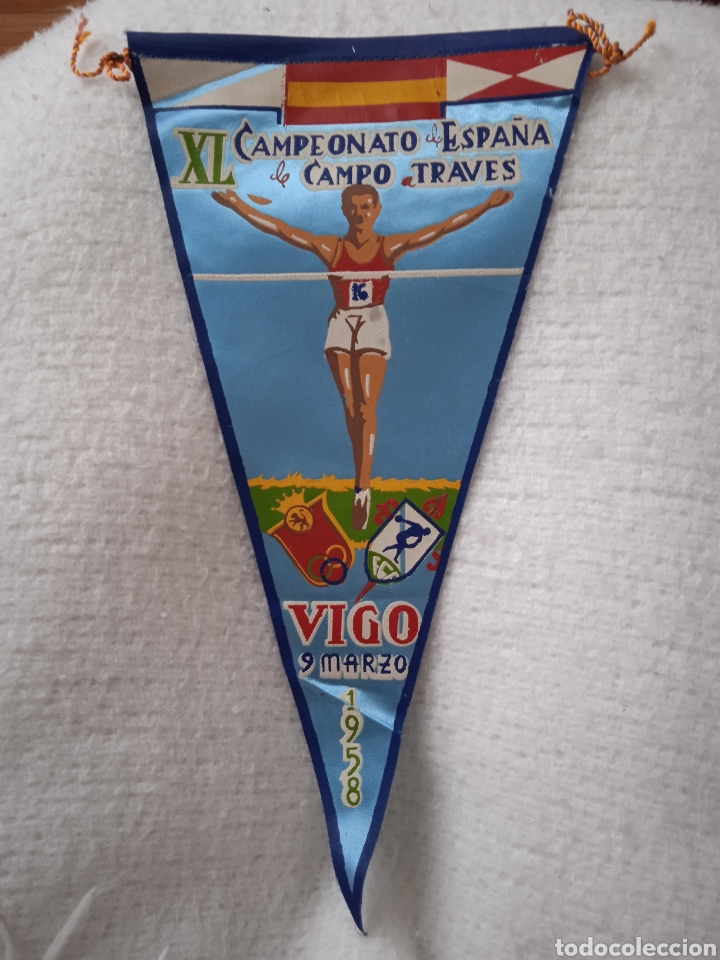 XL CAMPEONATO de ESPAÑA
de CAMPO a TRAVES
16
VIGO
9 MARZO
1958
todocoleccion